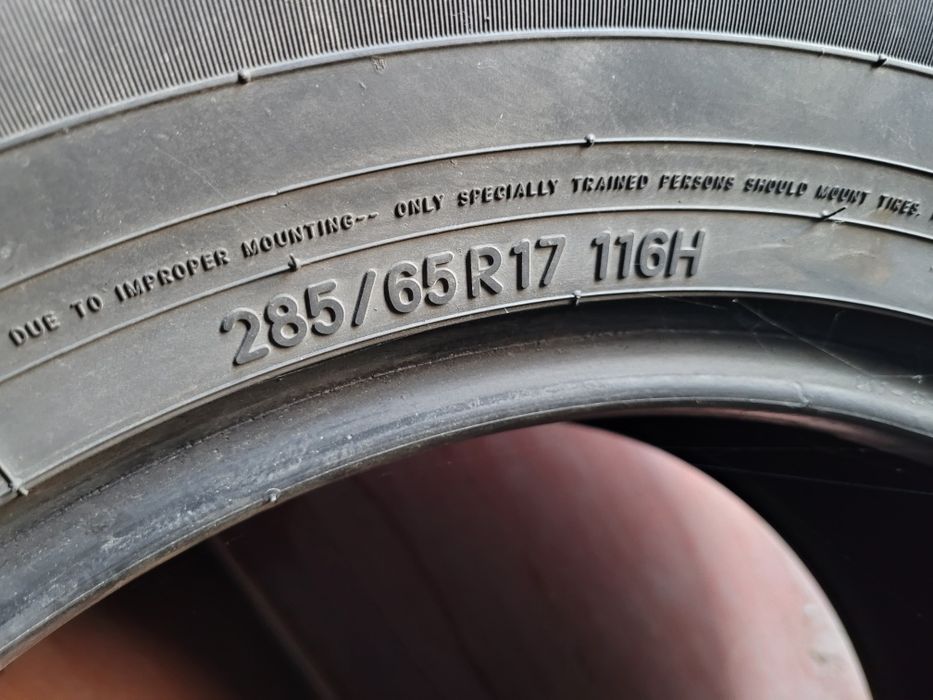 DUE TO IMPROPER MOUNTING-- ONLY SPECIALLY TRAINED PERSONS SHOULD MOUNT TIRES.
285/65R17 116H